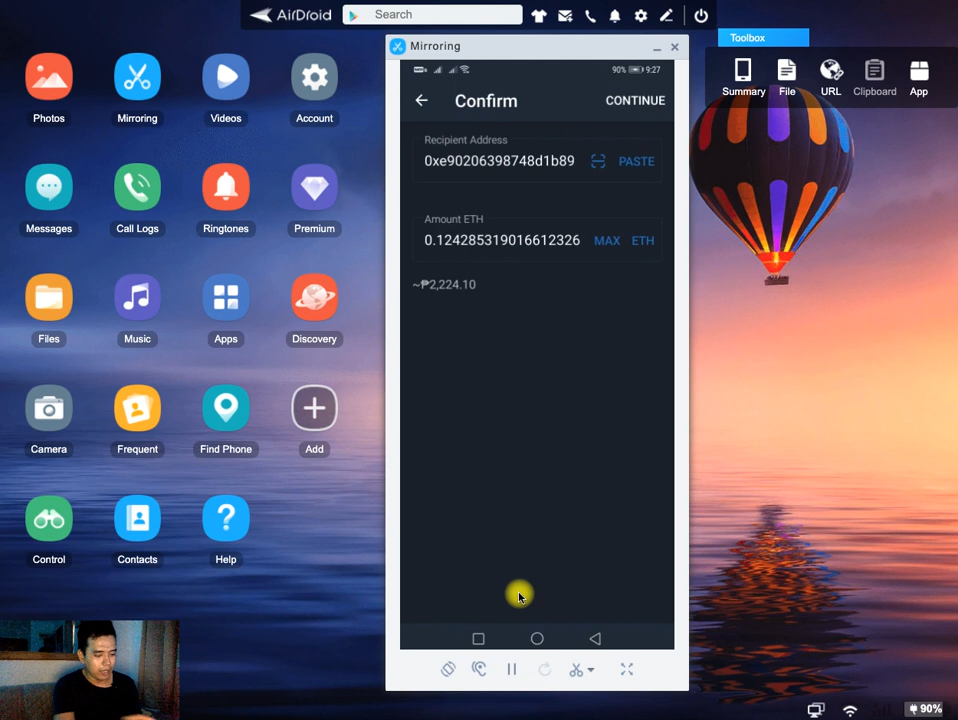 AirDroid
Search
Toolbox
Summary
File
URL
Clipboard
App
Photos
Mirroring
Videos
Account
Messages
Call Logs
Ringtones
Premium
Files
Music
Apps
Discovery
Camera
Frequent
Find Phone
Add
Control
Contacts
Help
Mirroring
90% 9:27
Confirm
CONTINUE
Recipient Address
0xe90206398748d1b89
PASTE
Amount ETH
0.124285319016612326
MAX ETH
~₱2,224.10
90%